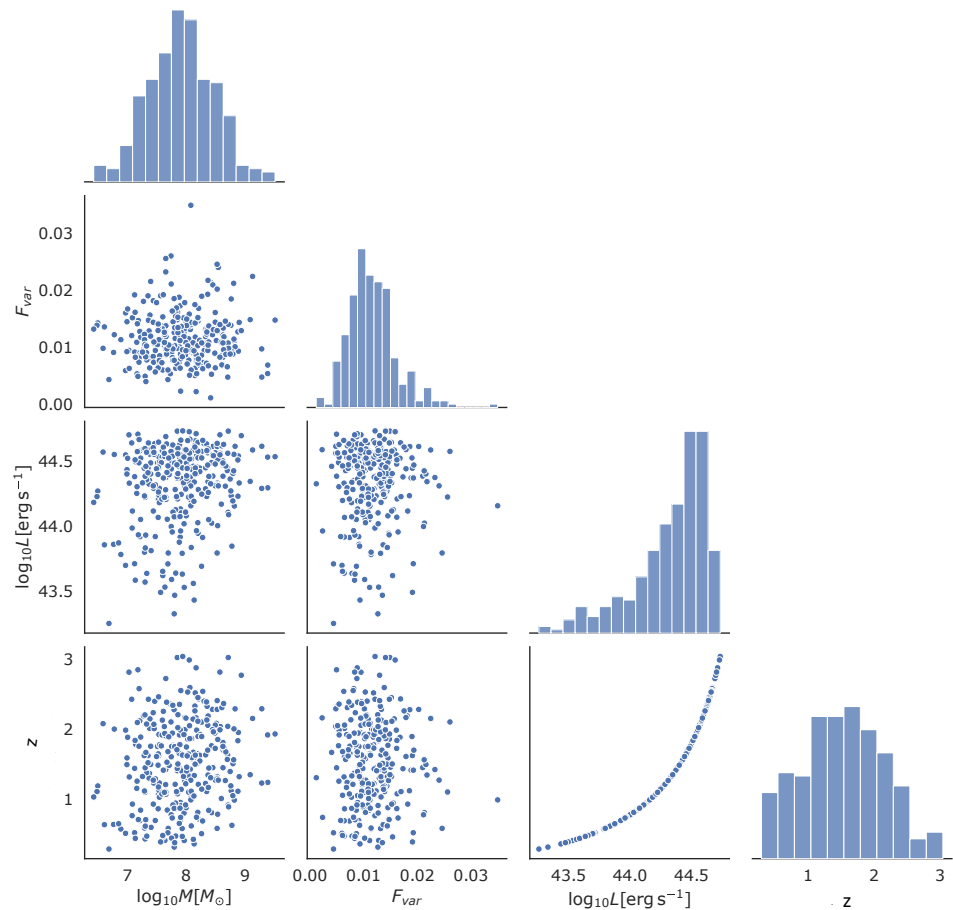 0.03
0.02
0.01
0.00
F_var
44.5
44.0
43.5
log₁₀L[erg s⁻¹]
3
2
1
z
7 8 9
log₁₀M[M⊙]
0.00 0.01 0.02 0.03
F_var
43.5 44.0 44.5
log₁₀L[erg s⁻¹]
1 2 3
z